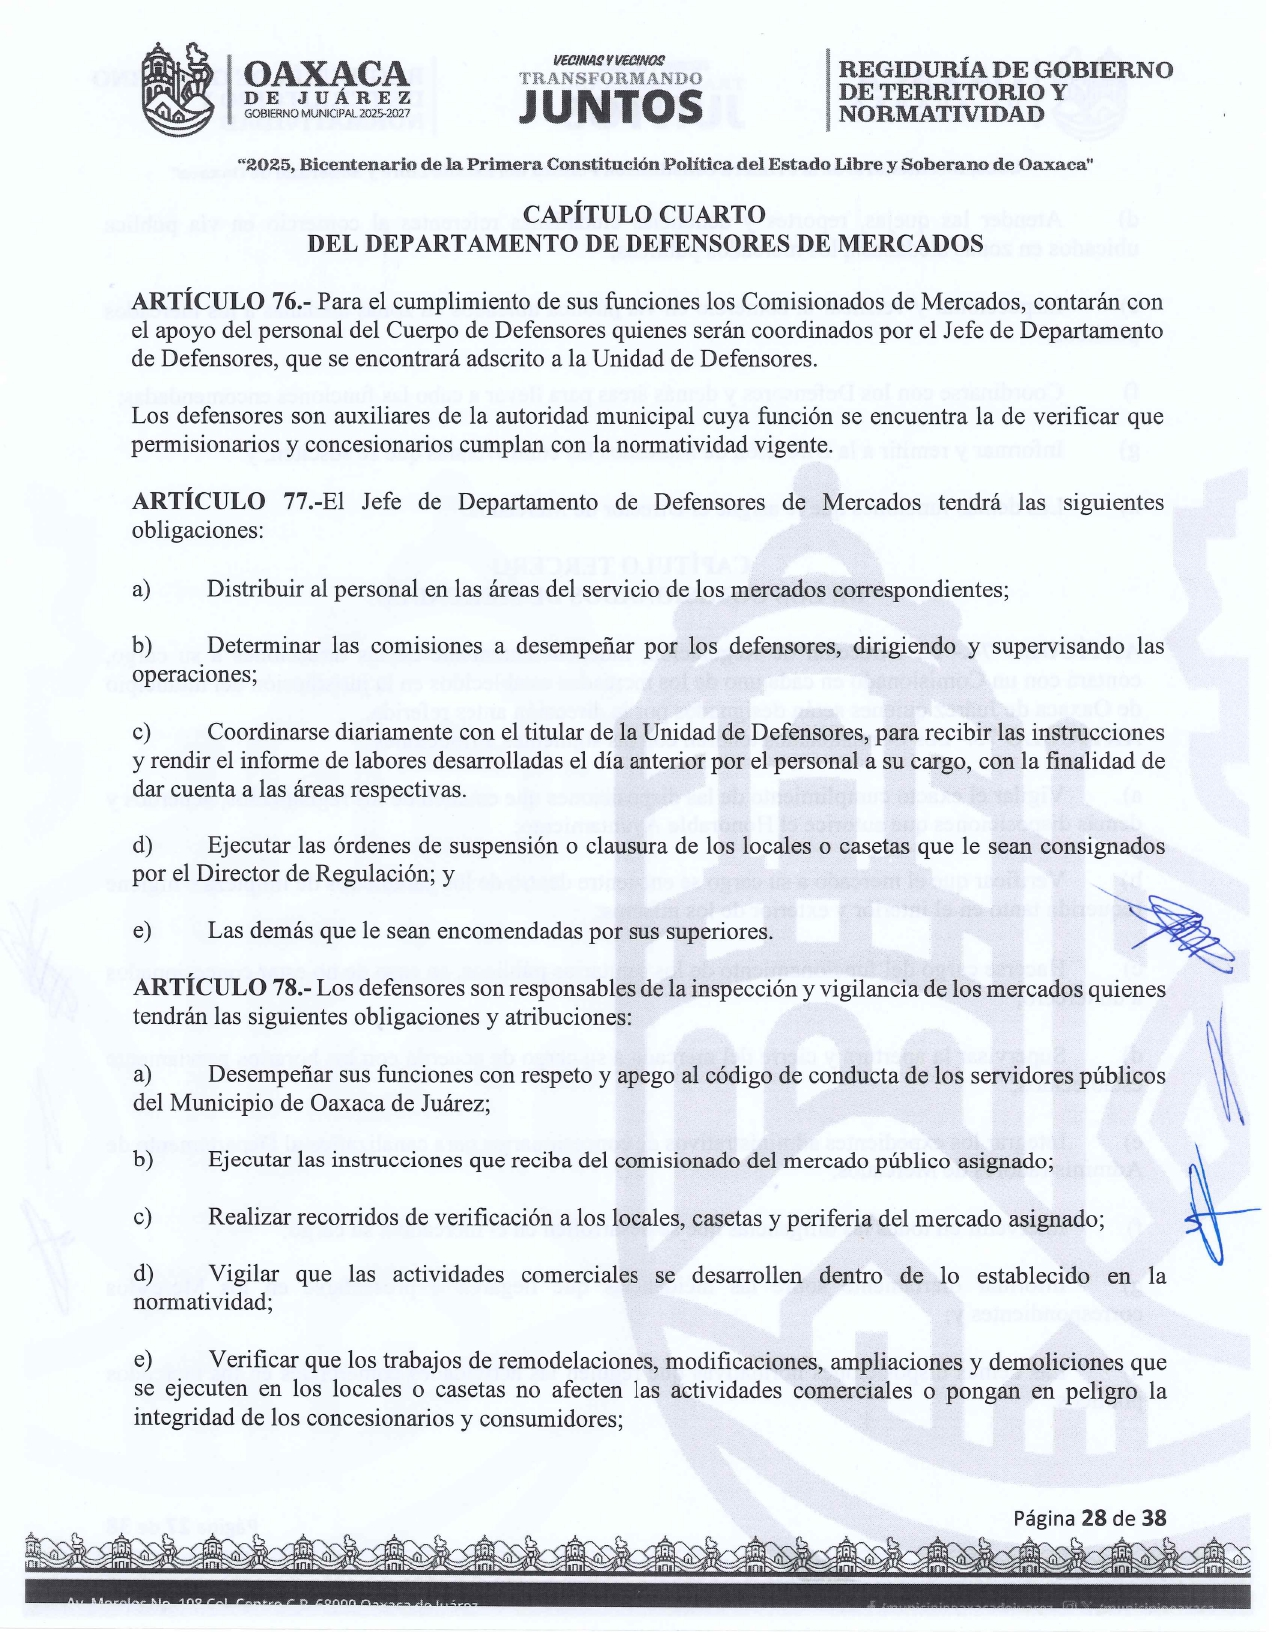 OAXACA
DE JUÁREZ
GOBIERNO MUNICIPAL 2025-2027
VECINAS Y VECINOS
TRANSFORMANDO
JUNTOS
REGIDURÍA DE GOBIERNO
DE TERRITORIO Y
NORMATIVIDAD
"2025, Bicentenario de la Primera Constitución Política del Estado Libre y Soberano de Oaxaca"
CAPÍTULO CUARTO
DEL DEPARTAMENTO DE DEFENSORES DE MERCADOS
ARTÍCULO 76.- Para el cumplimiento de sus funciones los Comisionados de Mercados, contarán con
el apoyo del personal del Cuerpo de Defensores quienes serán coordinados por el Jefe de Departamento
de Defensores, que se encontrará adscrito a la Unidad de Defensores.
Los defensores son auxiliares de la autoridad municipal cuya función se encuentra la de verificar que
permisionarios y concesionarios cumplan con la normatividad vigente.
ARTÍCULO 77.-El Jefe de Departamento de Defensores de Mercados tendrá las siguientes
obligaciones:
a) Distribuir al personal en las áreas del servicio de los mercados correspondientes;
b) Determinar las comisiones a desempeñar por los defensores, dirigiendo y supervisando las
operaciones;
c) Coordinarse diariamente con el titular de la Unidad de Defensores, para recibir las instrucciones
y rendir el informe de labores desarrolladas el día anterior por el personal a su cargo, con la finalidad de
dar cuenta a las áreas respectivas.
d) Ejecutar las órdenes de suspensión o clausura de los locales o casetas que le sean consignados
por el Director de Regulación; y
e) Las demás que le sean encomendadas por sus superiores.
ARTÍCULO 78.- Los defensores son responsables de la inspección y vigilancia de los mercados quienes
tendrán las siguientes obligaciones y atribuciones:
a) Desempeñar sus funciones con respeto y apego al código de conducta de los servidores públicos
del Municipio de Oaxaca de Juárez;
b) Ejecutar las instrucciones que reciba del comisionado del mercado público asignado;
c) Realizar recorridos de verificación a los locales, casetas y periferia del mercado asignado;
d) Vigilar que las actividades comerciales se desarrollen dentro de lo establecido en la
normatividad;
e) Verificar que los trabajos de remodelaciones, modificaciones, ampliaciones y demoliciones que
se ejecuten en los locales o casetas no afecten las actividades comerciales o pongan en peligro la
integridad de los concesionarios y consumidores;
Página 28 de 38
Av. Morelos No. 108 Col. Centro C.P. 68000 Oaxaca de Juárez